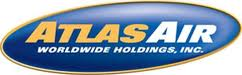 ATLAS AIR
WORLDWIDE HOLDINGS, INC.